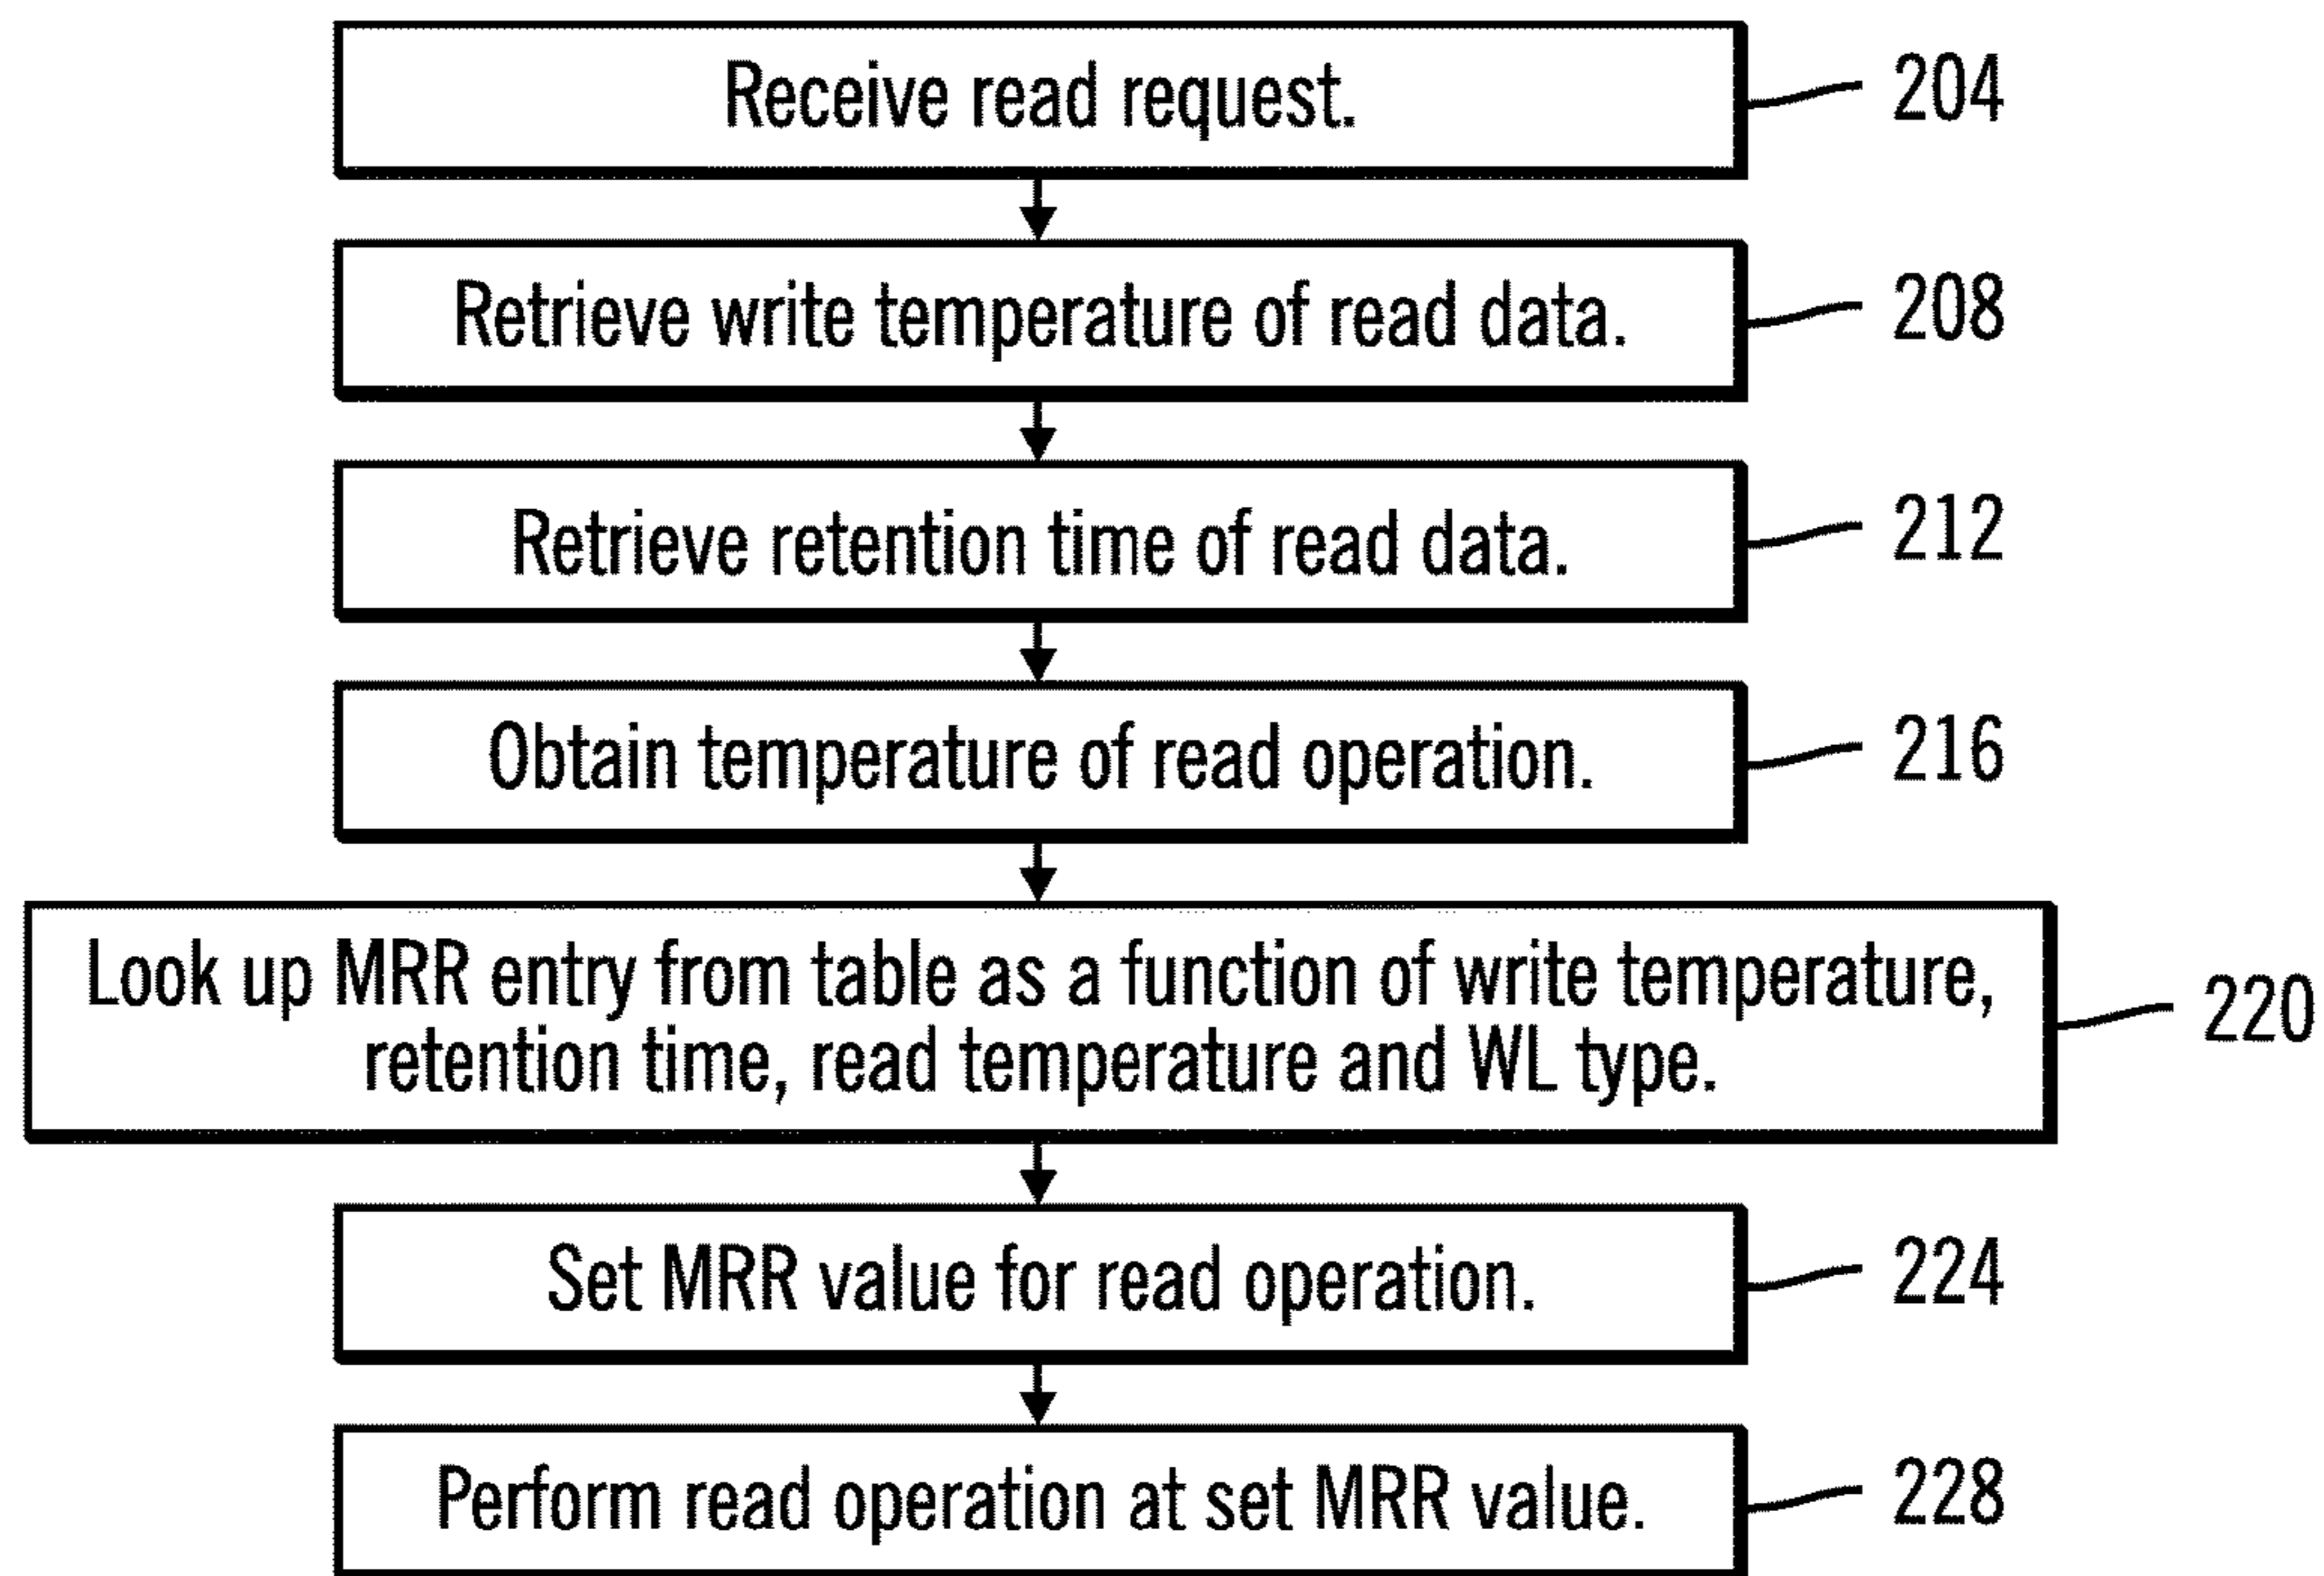 Receive read request.
204
Retrieve write temperature of read data.
208
Retrieve retention time of read data.
212
Obtain temperature of read operation.
216
Look up MRR entry from table as a function of write temperature,
retention time, read temperature and WL type.
220
Set MRR value for read operation.
224
Perform read operation at set MRR value.
228